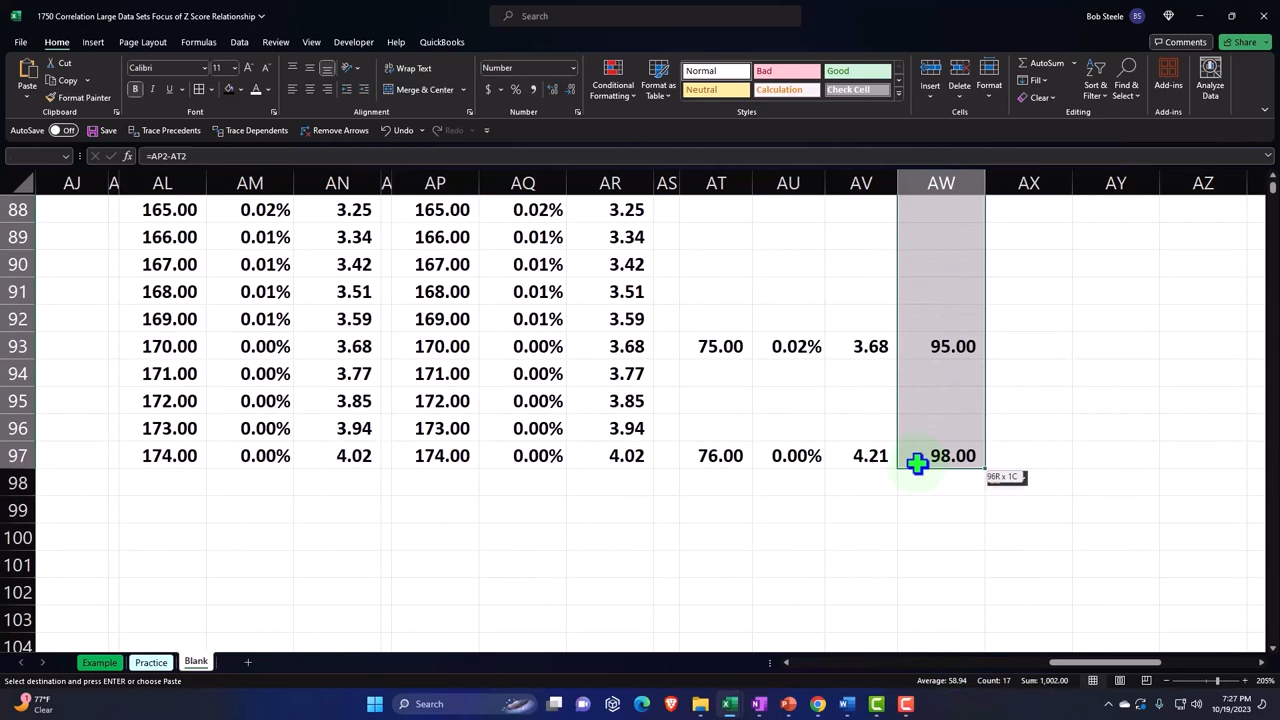 1750 Correlation Large Data Sets Focus of Z Score Relationship
Search
Bob Steele
BS
File Home Insert Page Layout Formulas Data Review View Developer Automate Help QuickBooks
Comments
Share
Paste
Cut
Copy
Format Painter
Clipboard
Calibri
11
Font
Wrap Text
Merge & Center
Alignment
Number
Number
Conditional Formatting
Format as Table
Normal Bad Good
Neutral Calculation Check Cell
Styles
Insert Delete Format
Cells
AutoSum
Fill
Clear
Sort & Filter
Find & Select
Editing
Add-ins
Add-ins
Analyze Data
AutoSave Off Save Trace Precedents Trace Dependents Remove Arrows Undo Redo
=AP2-AT2
AJ A AL AM AN A AP AQ AR AS AT AU AV AW AX AY AZ
88 165.00 0.02% 3.25 165.00 0.02% 3.25
89 166.00 0.01% 3.34 166.00 0.01% 3.34
90 167.00 0.01% 3.42 167.00 0.01% 3.42
91 168.00 0.01% 3.51 168.00 0.01% 3.51
92 169.00 0.01% 3.59 169.00 0.01% 3.59
93 170.00 0.00% 3.68 170.00 0.00% 3.68 75.00 0.02% 3.68 95.00
94 171.00 0.00% 3.77 171.00 0.00% 3.77
95 172.00 0.00% 3.85 172.00 0.00% 3.85
96 173.00 0.00% 3.94 173.00 0.00% 3.94
97 174.00 0.00% 4.02 174.00 0.00% 4.02 76.00 0.00% 4.21 98.00
96R x 1C
98
99
100
101
102
103
104
Example Practice Blank
Select destination and press ENTER or choose Paste
Average: 58.94 Count: 17 Sum: 1,002.00
205%
77°F
Clear
Search
7:27 PM
10/19/2023